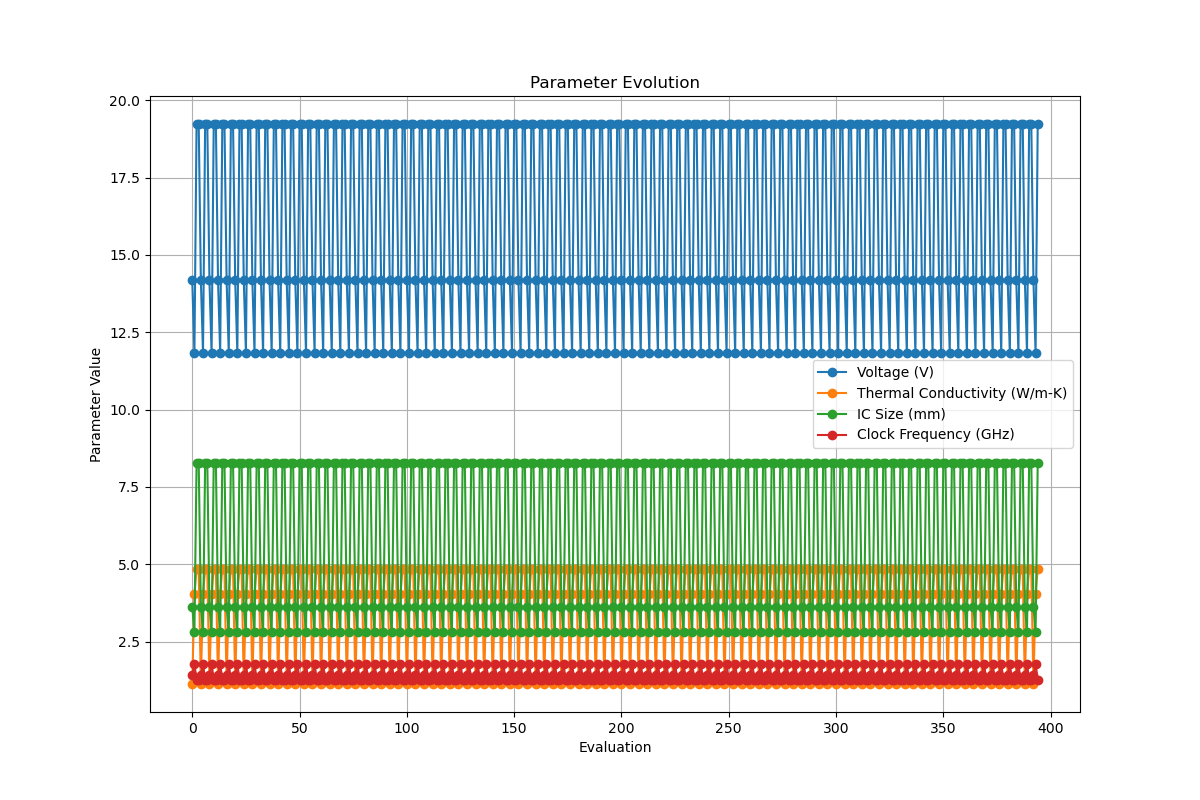 Parameter Evolution
20.0
17.5
15.0
12.5
10.0
7.5
5.0
2.5
Parameter Value
Voltage (V)
Thermal Conductivity (W/m-K)
IC Size (mm)
Clock Frequency (GHz)
0 50 100 150 200 250 300 350 400
Evaluation